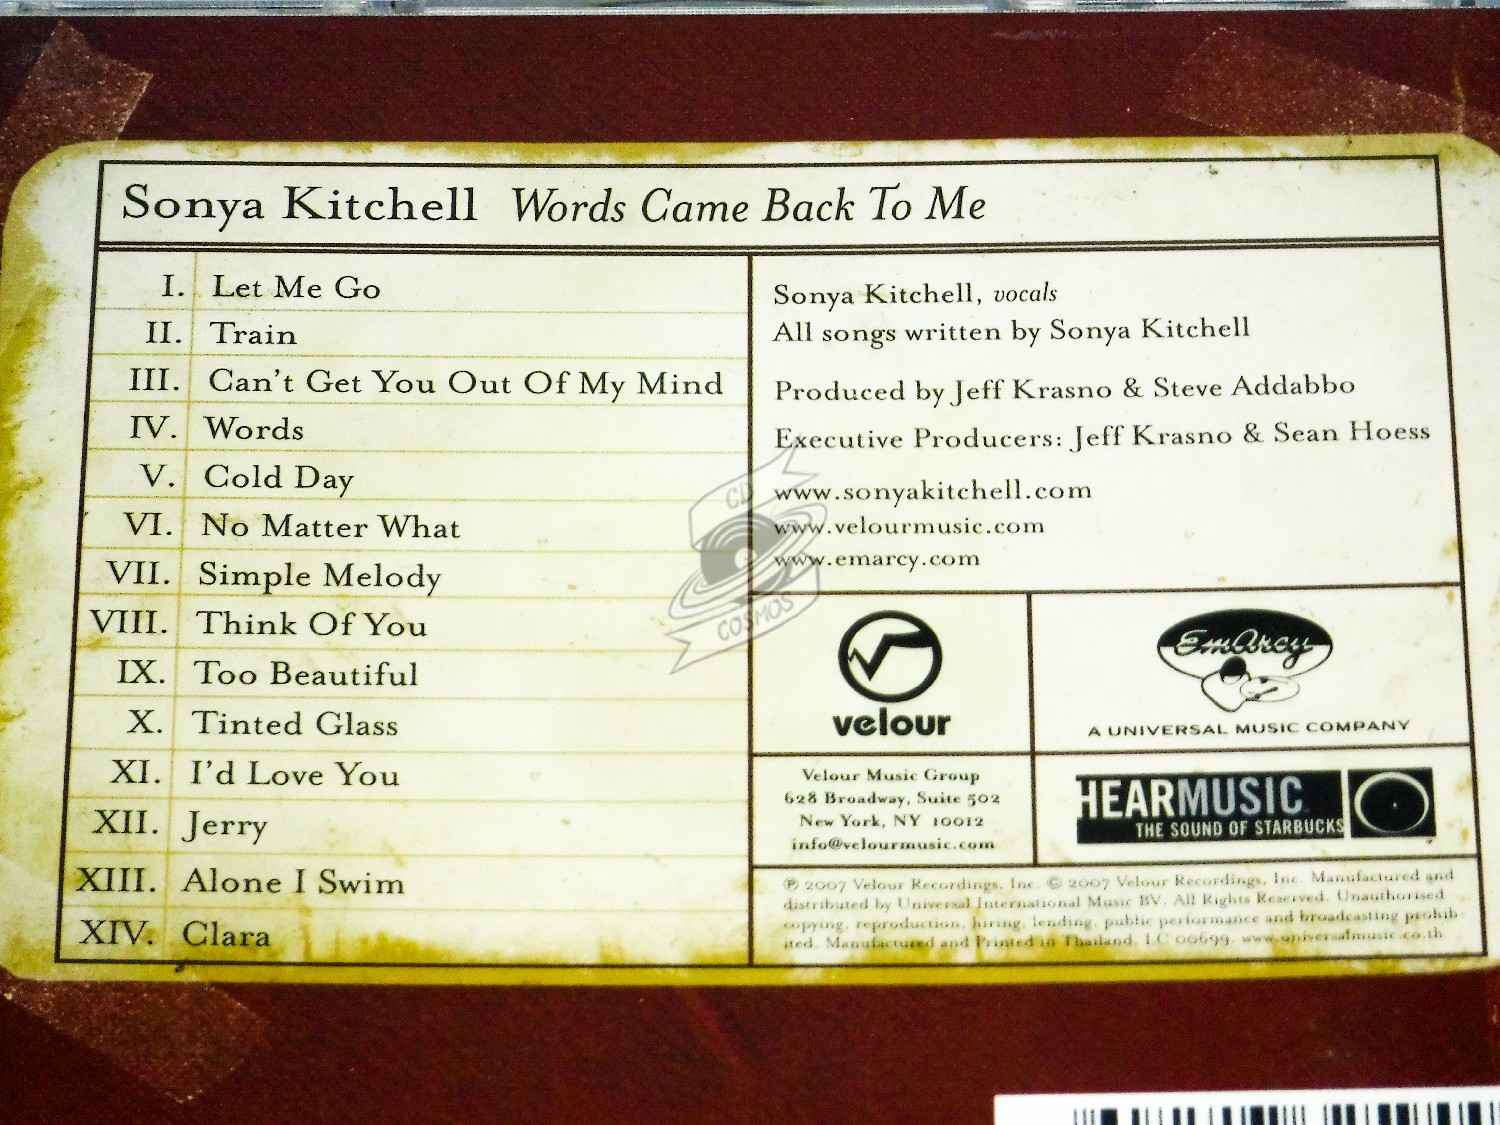 Sonya Kitchell Words Came Back To Me
I. Let Me Go
II. Train
III. Can't Get You Out Of My Mind
IV. Words
V. Cold Day
VI. No Matter What
VII. Simple Melody
VIII. Think Of You
IX. Too Beautiful
X. Tinted Glass
XI. I'd Love You
XII. Jerry
XIII. Alone I Swim
XIV. Clara
Sonya Kitchell, vocals
All songs written by Sonya Kitchell
Produced by Jeff Krasno & Steve Addabbo
Executive Producers: Jeff Krasno & Sean Hoess
www.sonyakitchell.com
www.velourmusic.com
www.emarcy.com
CD
COSMOS
velour
EmArcy
A UNIVERSAL MUSIC COMPANY
Velour Music Group
628 Broadway, Suite 502
New York, NY 10012
info@velourmusic.com
HEARMUSIC
THE SOUND OF STARBUCKS
℗ 2007 Velour Recordings, Inc. © 2007 Velour Recordings, Inc. Manufactured and
distributed by Universal International Music BV. All Rights Reserved. Unauthorised
copying, reproduction, hiring, lending, public performance and broadcasting prohib-
ited. Manufactured and Printed in Thailand. LC 00699. www.universalmusic.co.th